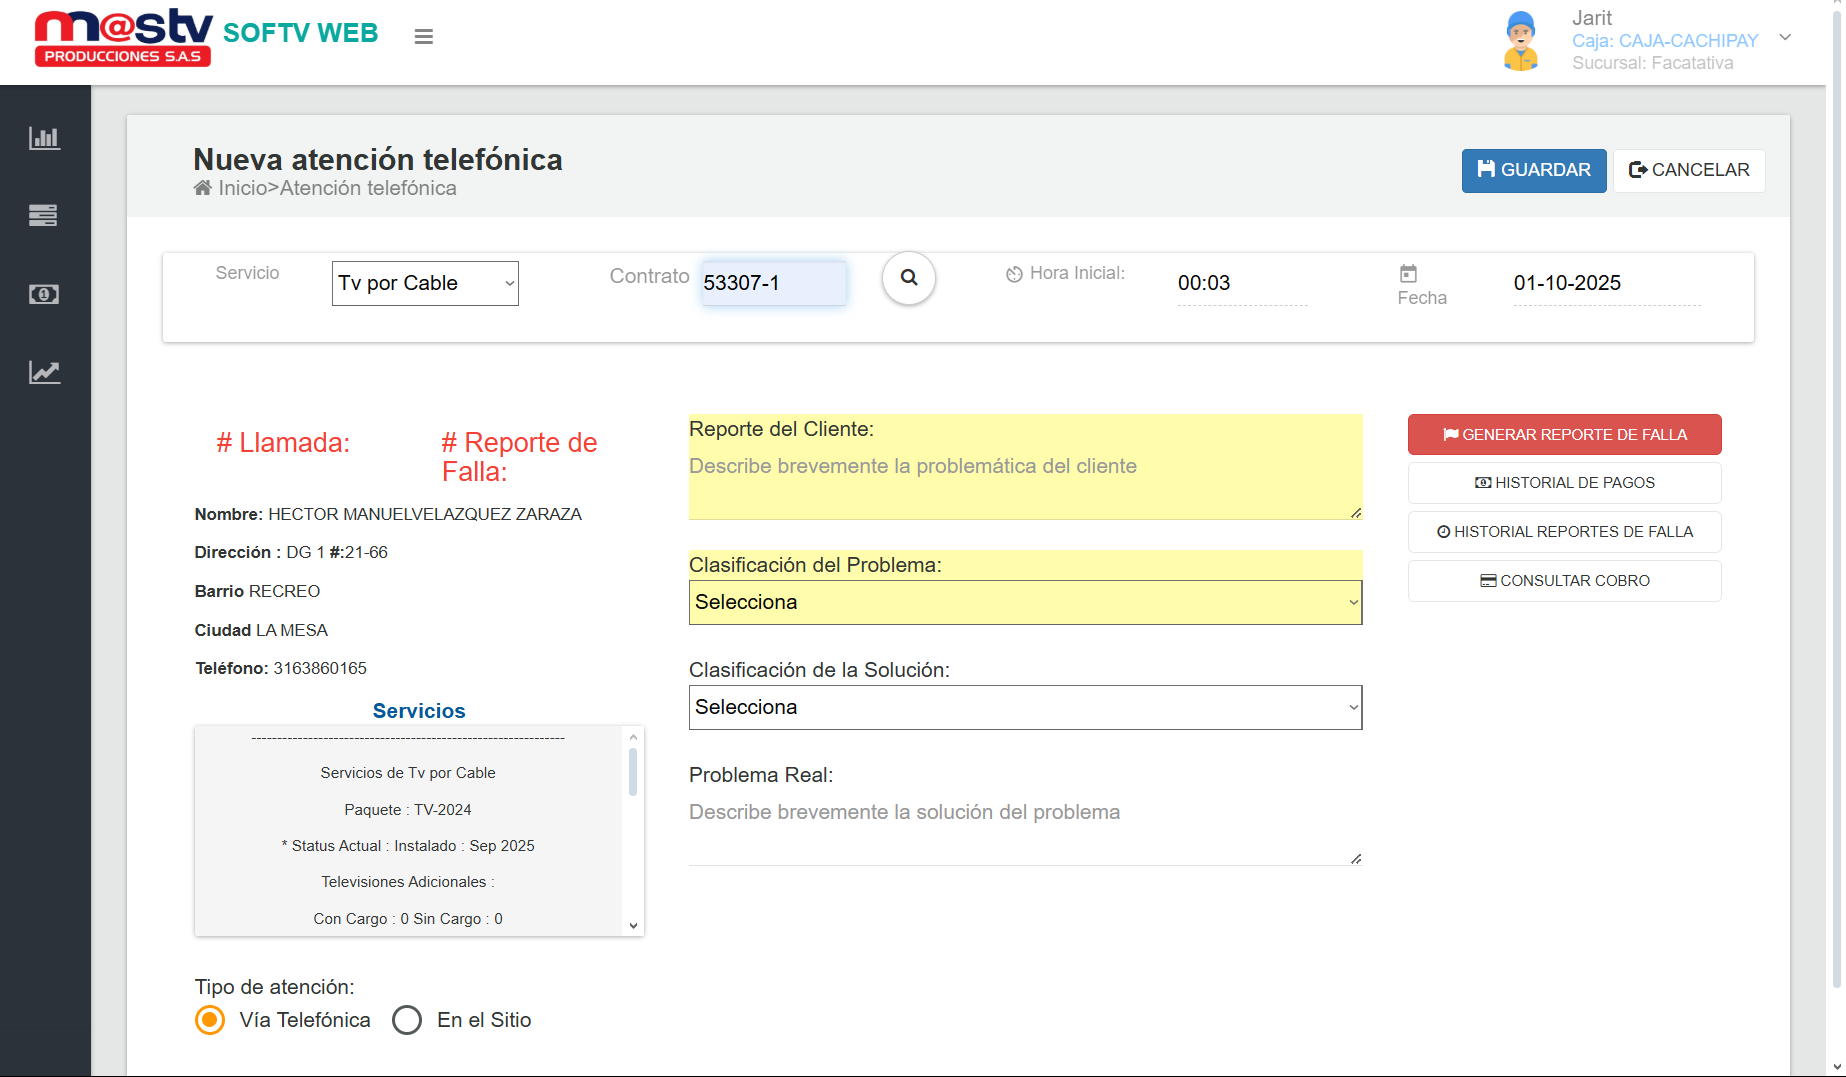 m@stv
PRODUCCIONES S.A.S
SOFTV WEB
Jarit
Caja: CAJA-CACHIPAY
Sucursal: Facatativa
Nueva atención telefónica
Inicio>Atención telefónica
GUARDAR
CANCELAR
Servicio
Tv por Cable
Contrato
53307-1
Hora Inicial:
00:03
Fecha
01-10-2025
# Llamada:
# Reporte de
Falla:
Nombre: HECTOR MANUELVELAZQUEZ ZARAZA
Dirección : DG 1 #:21-66
Barrio RECREO
Ciudad LA MESA
Teléfono: 3163860165
Servicios
-------------------------------------------------------------
Servicios de Tv por Cable
Paquete : TV-2024
* Status Actual : Instalado : Sep 2025
Televisiones Adicionales :
Con Cargo : 0 Sin Cargo : 0
Tipo de atención:
Vía Telefónica
En el Sitio
Reporte del Cliente:
Describe brevemente la problemática del cliente
Clasificación del Problema:
Selecciona
Clasificación de la Solución:
Selecciona
Problema Real:
Describe brevemente la solución del problema
GENERAR REPORTE DE FALLA
HISTORIAL DE PAGOS
HISTORIAL REPORTES DE FALLA
CONSULTAR COBRO